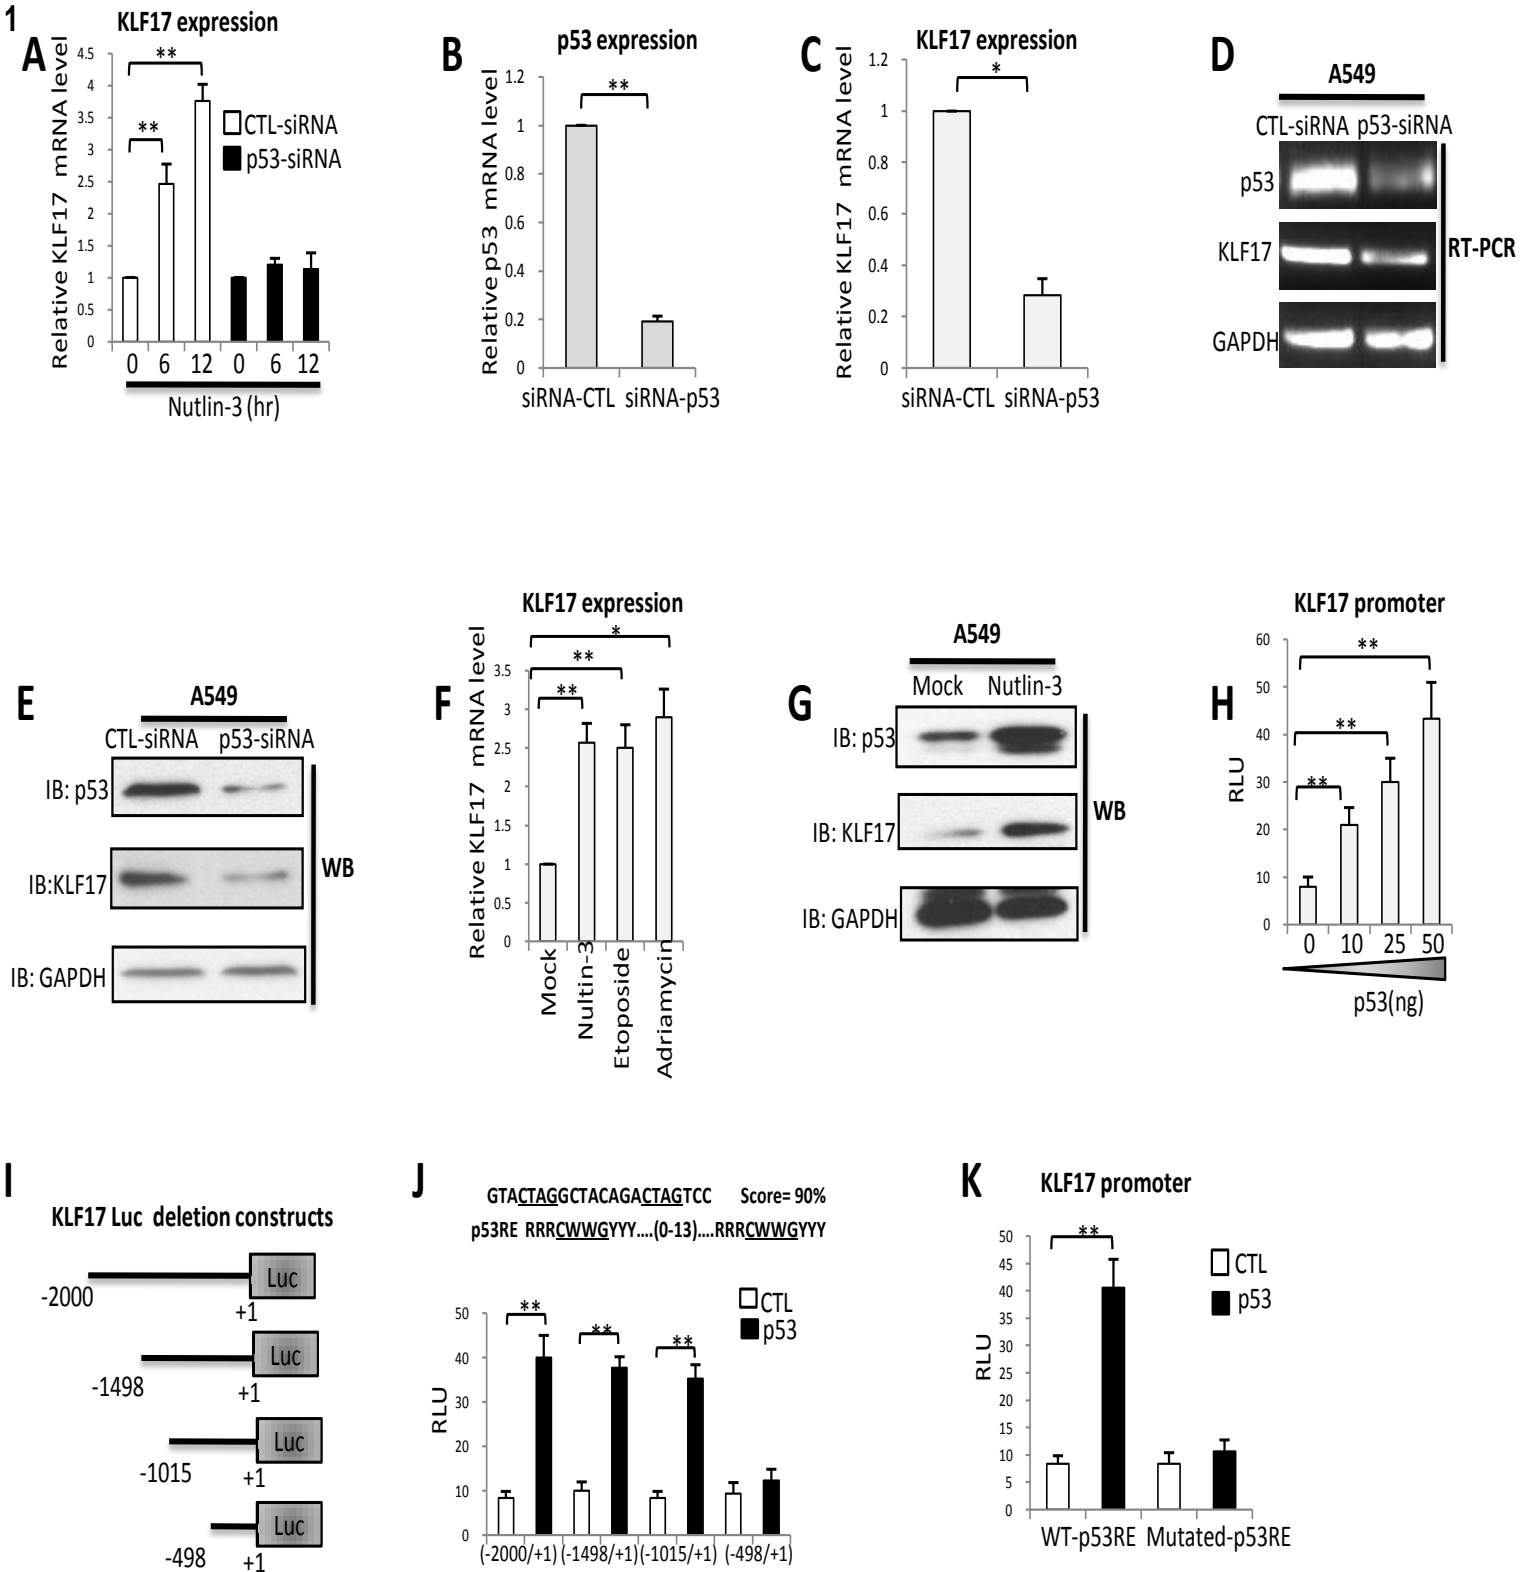 1
A
KLF17 expression
Relative KLF17 mRNA level
4.5
4
3.5
3
2.5
2
1.5
1
0.5
0
**
**
CTL-siRNA
p53-siRNA
0 6 12 0 6 12
Nutlin-3 (hr)
B
p53 expression
Relative p53 mRNA level
1.2
1
0.8
0.6
0.4
0.2
0
**
siRNA-CTL siRNA-p53
C
KLF17 expression
Relative KLF17 mRNA level
1.2
1
0.8
0.6
0.4
0.2
0
*
siRNA-CTL siRNA-p53
D
A549
CTL-siRNA p53-siRNA
p53
KLF17
GAPDH
RT-PCR
E
A549
CTL-siRNA p53-siRNA
IB: p53
IB:KLF17
IB: GAPDH
WB
F
KLF17 expression
Relative KLF17 mRNA level
3.5
3
2.5
2
1.5
1
0.5
0
*
**
**
Mock
Nultin-3
Etoposide
Adriamycin
G
A549
Mock Nutlin-3
IB: p53
IB: KLF17
IB: GAPDH
WB
H
KLF17 promoter
RLU
60
50
40
30
20
10
0
**
**
**
0 10 25 50
p53(ng)
I
KLF17 Luc deletion constructs
Luc
-2000 +1
Luc
-1498 +1
Luc
-1015 +1
Luc
-498 +1
J
GTACTAGGCTACAGACTAGTCC Score= 90%
p53RE RRRCWWGYYY....(0-13)....RRRCWWGYYY
RLU
50
40
30
20
10
0
**
**
**
CTL
p53
(-2000/+1) (-1498/+1) (-1015/+1) (-498/+1)
K
KLF17 promoter
RLU
50
45
40
35
30
25
20
15
10
5
0
**
CTL
p53
WT-p53RE Mutated-p53RE